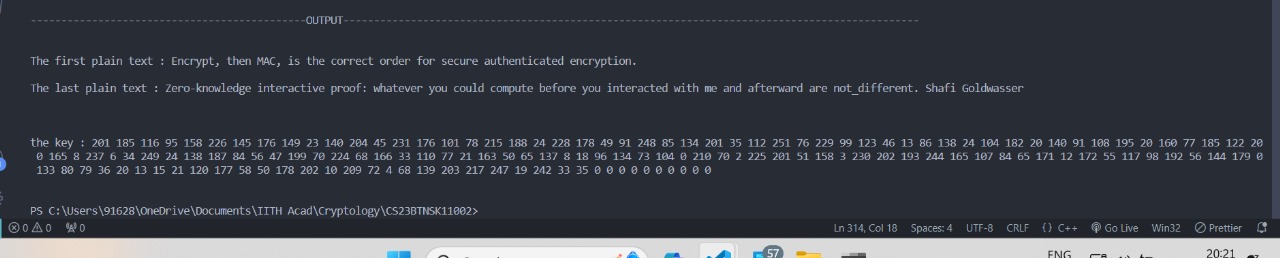 --------------------------------------------OUTPUT--------------------------------------------------------------------------------------------
The first plain text : Encrypt, then MAC, is the correct order for secure authenticated encryption.
The last plain text : Zero-knowledge interactive proof: whatever you could compute before you interacted with me and afterward are not_different. Shafi Goldwasser
the key : 201 185 116 95 158 226 145 176 149 23 140 204 45 231 176 101 78 215 188 24 228 178 49 91 248 85 134 201 35 112 251 76 229 99 123 46 13 86 138 24 104 182 20 140 91 108 195 20 160 77 185 122 20
0 165 8 237 6 34 249 24 138 187 84 56 47 199 70 224 68 166 33 110 77 21 163 50 65 137 8 18 96 134 73 104 0 210 70 2 225 201 51 158 3 230 202 193 244 165 107 84 65 171 12 172 55 117 98 192 56 144 179 0
133 80 79 36 20 13 15 21 120 177 58 50 178 202 10 209 72 4 68 139 203 217 247 19 242 33 35 0 0 0 0 0 0 0 0 0 0
PS C:\Users\91628\OneDrive\Documents\IITH Acad\Cryptology\CS23BTNSK11002>
0 0 0 Ln 314, Col 18 Spaces: 4 UTF-8 CRLF {} C++ Go Live Win32 Prettier
57 ENG 20:21